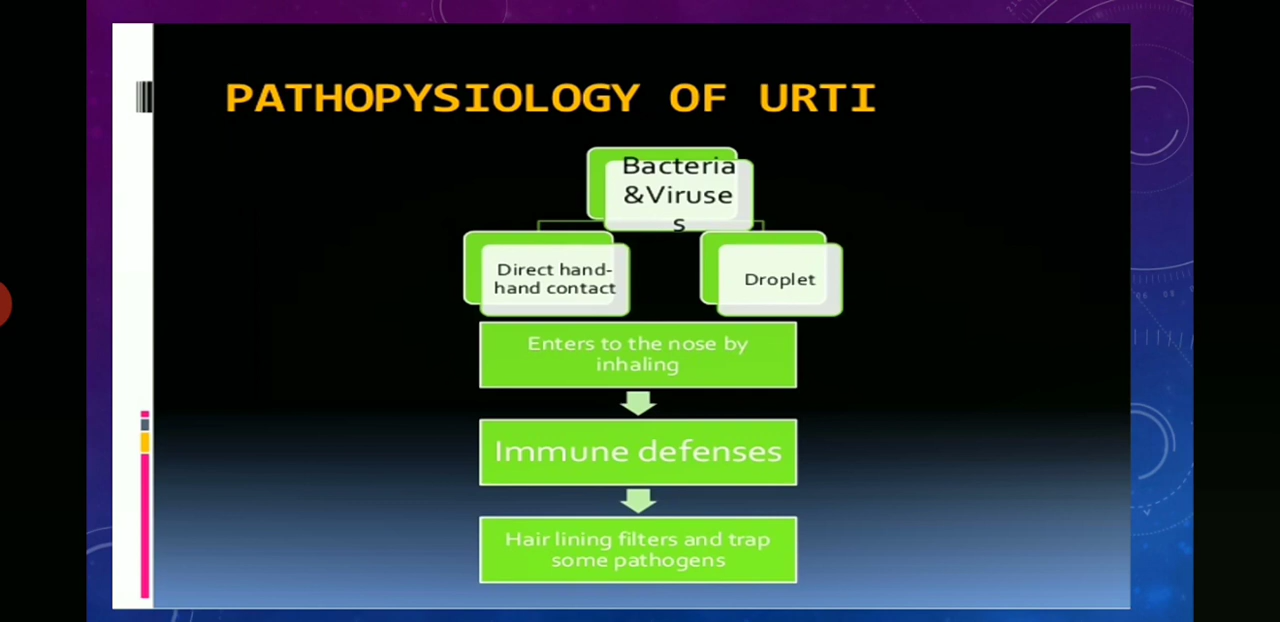 PATHOPYSIOLOGY OF URTI
Bacteria
&Viruse
s
Direct hand-
hand contact
Droplet
Enters to the nose by
inhaling
Immune defenses
Hair lining filters and trap
some pathogens